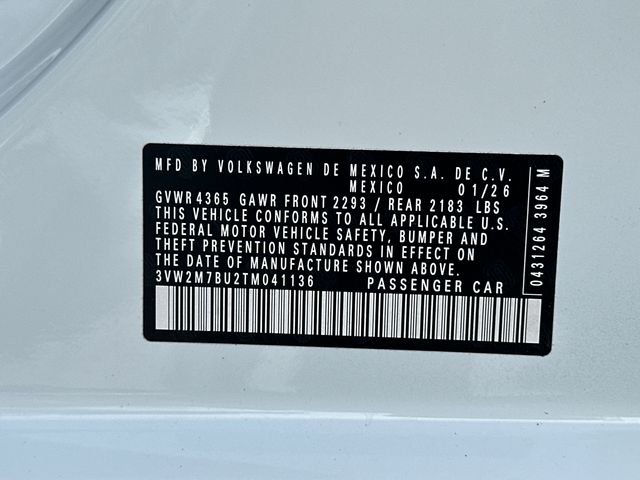 MFD BY VOLKSWAGEN DE MEXICO S.A. DE C.V.
MEXICO 01/26
GVWR 4365 GAWR FRONT 2293 / REAR 2183 LBS
THIS VEHICLE CONFORMS TO ALL APPLICABLE U.S.
FEDERAL MOTOR VEHICLE SAFETY, BUMPER AND
THEFT PREVENTION STANDARDS IN EFFECT ON
THE DATE OF MANUFACTURE SHOWN ABOVE.
3VW2M7BU2TM041136 PASSENGER CAR
0431264 3964 M